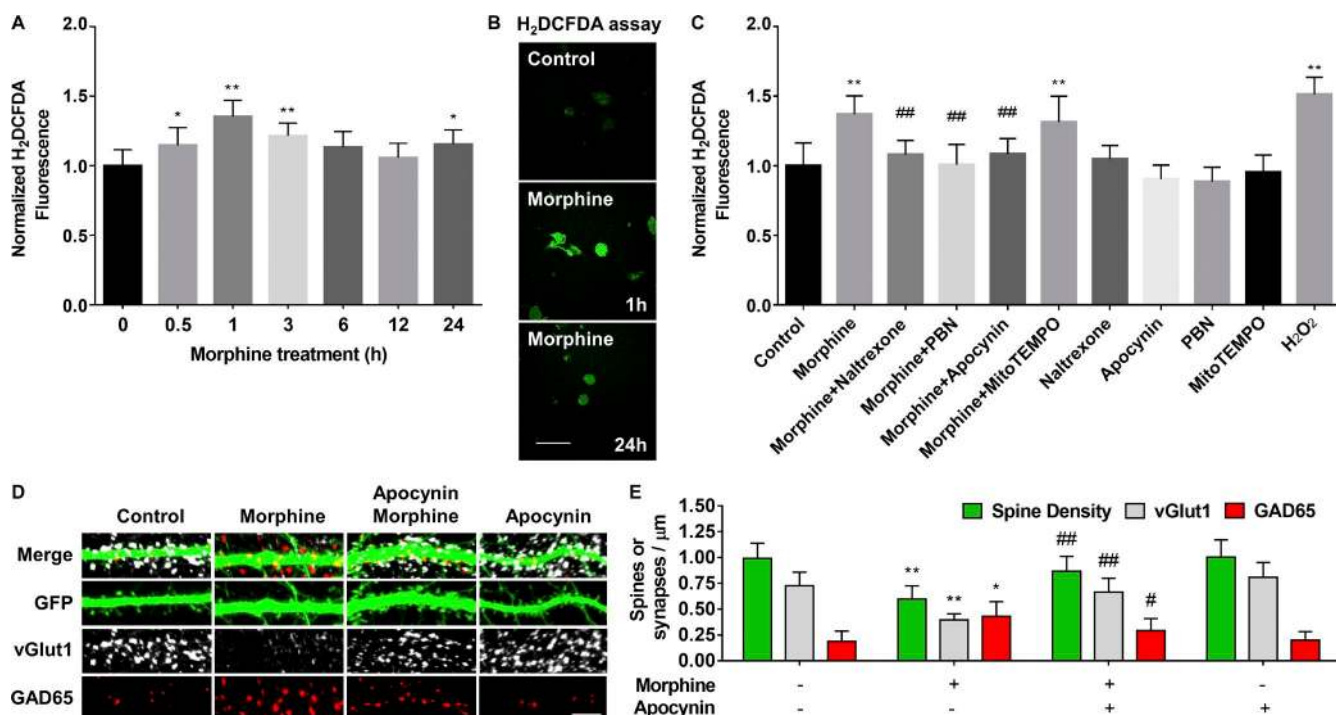 A
Normalized H2DCFDA
Fluorescence
2.0
1.5
1.0
0.5
0.0
* ** ** *
0 0.5 1 3 6 12 24
Morphine treatment (h)
B H2DCFDA assay
Control
Morphine
1h
Morphine
24h
C
Normalized H2DCFDA
Fluorescence
2.0
1.5
1.0
0.5
0.0
** ## ## ## ** **
Control
Morphine
Morphine+Naltrexone
Morphine+PBN
Morphine+Apocynin
Morphine+MitoTEMPO
Naltrexone
Apocynin
PBN
MitoTEMPO
H2O2
D
Control Morphine Apocynin Morphine Apocynin
Merge
GFP
vGlut1
GAD65
E
Spine Density vGlut1 GAD65
Spines or
synapses / μm
1.50
1.25
1.00
0.75
0.50
0.25
0.00
** ** * ## ## #
Morphine - + + -
Apocynin - - + +